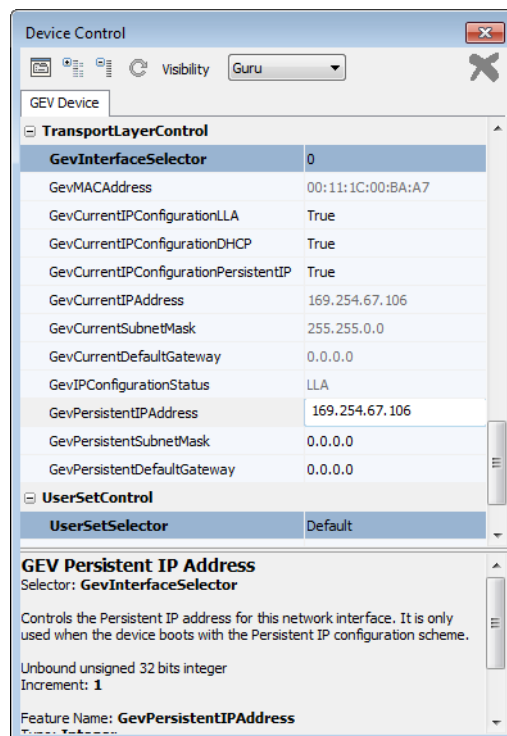 Device Control
Visibility Guru
GEV Device
TransportLayerControl
GevInterfaceSelector 0
GevMACAddress 00:11:1C:00:BA:A7
GevCurrentIPConfigurationLLA True
GevCurrentIPConfigurationDHCP True
GevCurrentIPConfigurationPersistentIP True
GevCurrentIPAddress 169.254.67.106
GevCurrentSubnetMask 255.255.0.0
GevCurrentDefaultGateway 0.0.0.0
GevIPConfigurationStatus LLA
GevPersistentIPAddress 169.254.67.106
GevPersistentSubnetMask 0.0.0.0
GevPersistentDefaultGateway 0.0.0.0
UserSetControl
UserSetSelector Default
GEV Persistent IP Address
Selector: GevInterfaceSelector
Controls the Persistent IP address for this network interface. It is only
used when the device boots with the Persistent IP configuration scheme.
Unbound unsigned 32 bits integer
Increment: 1
Feature Name: GevPersistentIPAddress
Type: Integer